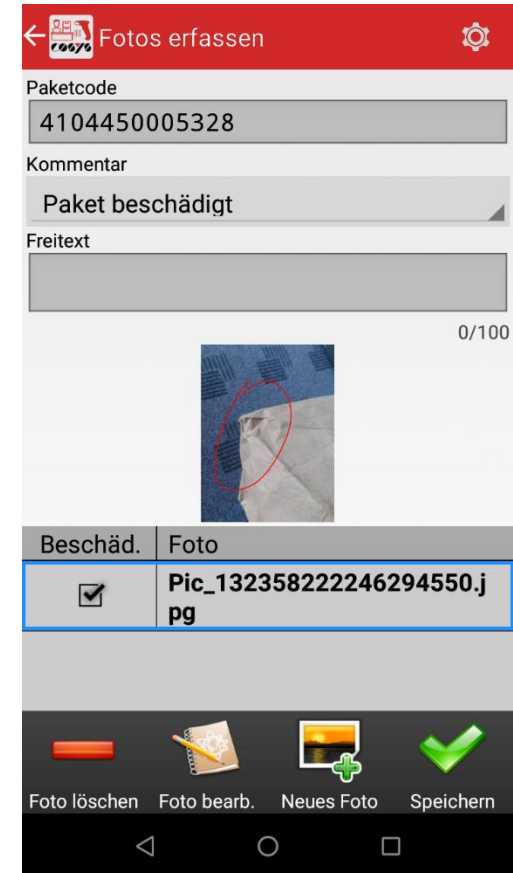 COSYS
Fotos erfassen
Paketcode
4104450005328
Kommentar
Paket beschädigt
Freitext
0/100
Beschäd. Foto
Pic_132358222246294550.j
pg
Foto löschen Foto bearb. Neues Foto Speichern